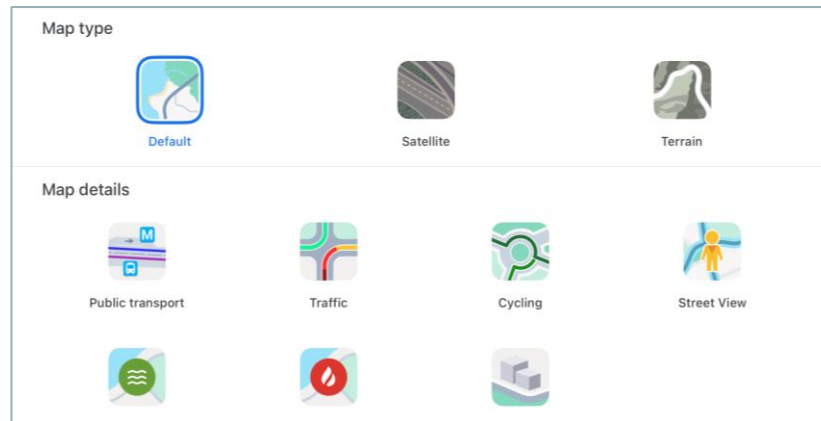 Map type
Default
Satellite
Terrain
Map details
M
Public transport
Traffic
Cycling
Street View